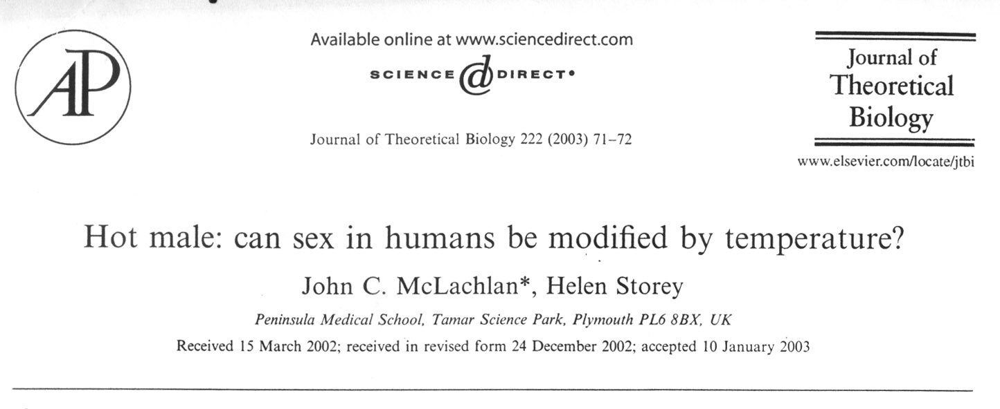 AP
Available online at www.sciencedirect.com
SCIENCE @ DIRECT®
Journal of Theoretical Biology 222 (2003) 71–72
Journal of
Theoretical
Biology
www.elsevier.com/locate/jtbi
Hot male: can sex in humans be modified by temperature?
John C. McLachlan*, Helen Storey
Peninsula Medical School, Tamar Science Park, Plymouth PL6 8BX, UK
Received 15 March 2002; received in revised form 24 December 2002; accepted 10 January 2003